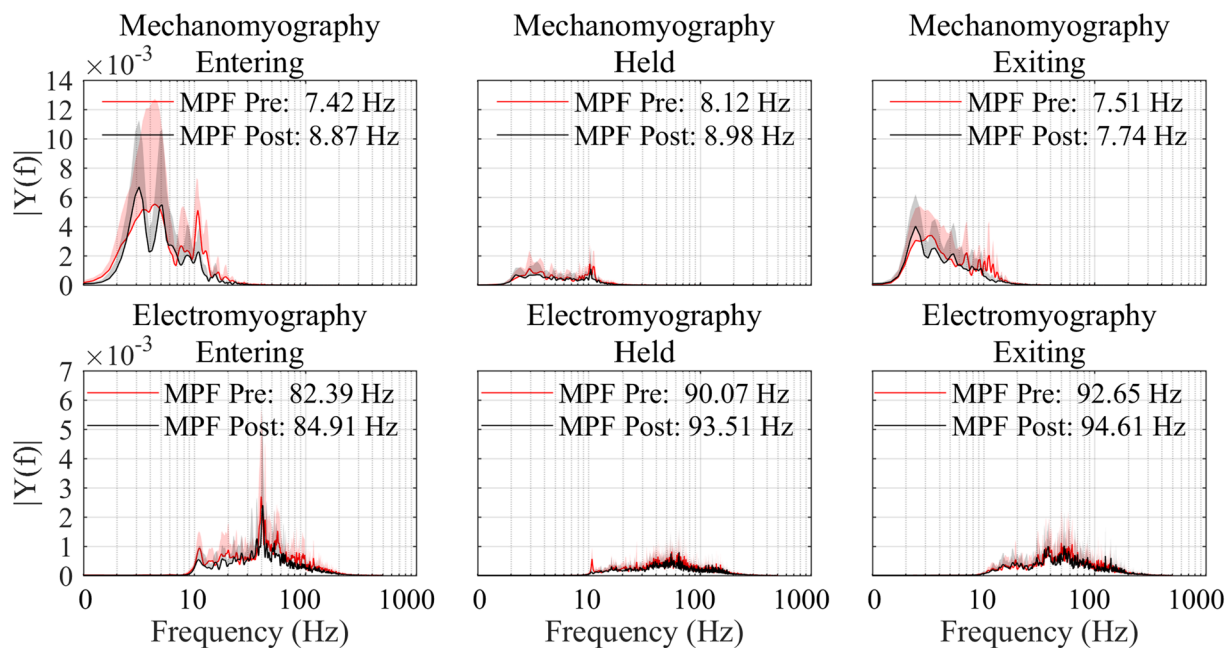 Mechanomyography
Entering
×10⁻³
14
12
10
8
6
4
2
0
|Y(f)|
MPF Pre: 7.42 Hz
MPF Post: 8.87 Hz
Mechanomyography
Held
MPF Pre: 8.12 Hz
MPF Post: 8.98 Hz
Mechanomyography
Exiting
MPF Pre: 7.51 Hz
MPF Post: 7.74 Hz
Electromyography
Entering
×10⁻³
7
6
5
4
3
2
1
0
|Y(f)|
MPF Pre: 82.39 Hz
MPF Post: 84.91 Hz
0 10 100 1000
Frequency (Hz)
Electromyography
Held
MPF Pre: 90.07 Hz
MPF Post: 93.51 Hz
0 10 100 1000
Frequency (Hz)
Electromyography
Exiting
MPF Pre: 92.65 Hz
MPF Post: 94.61 Hz
0 10 100 1000
Frequency (Hz)